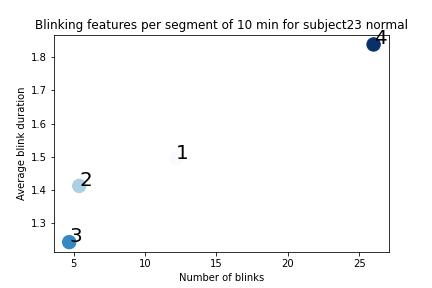 Blinking features per segment of 10 min for subject23 normal
4
1.8
1.7
1.6
1
1.5
2
1.4
3
1.3
Average blink duration
5 10 15 20 25
Number of blinks